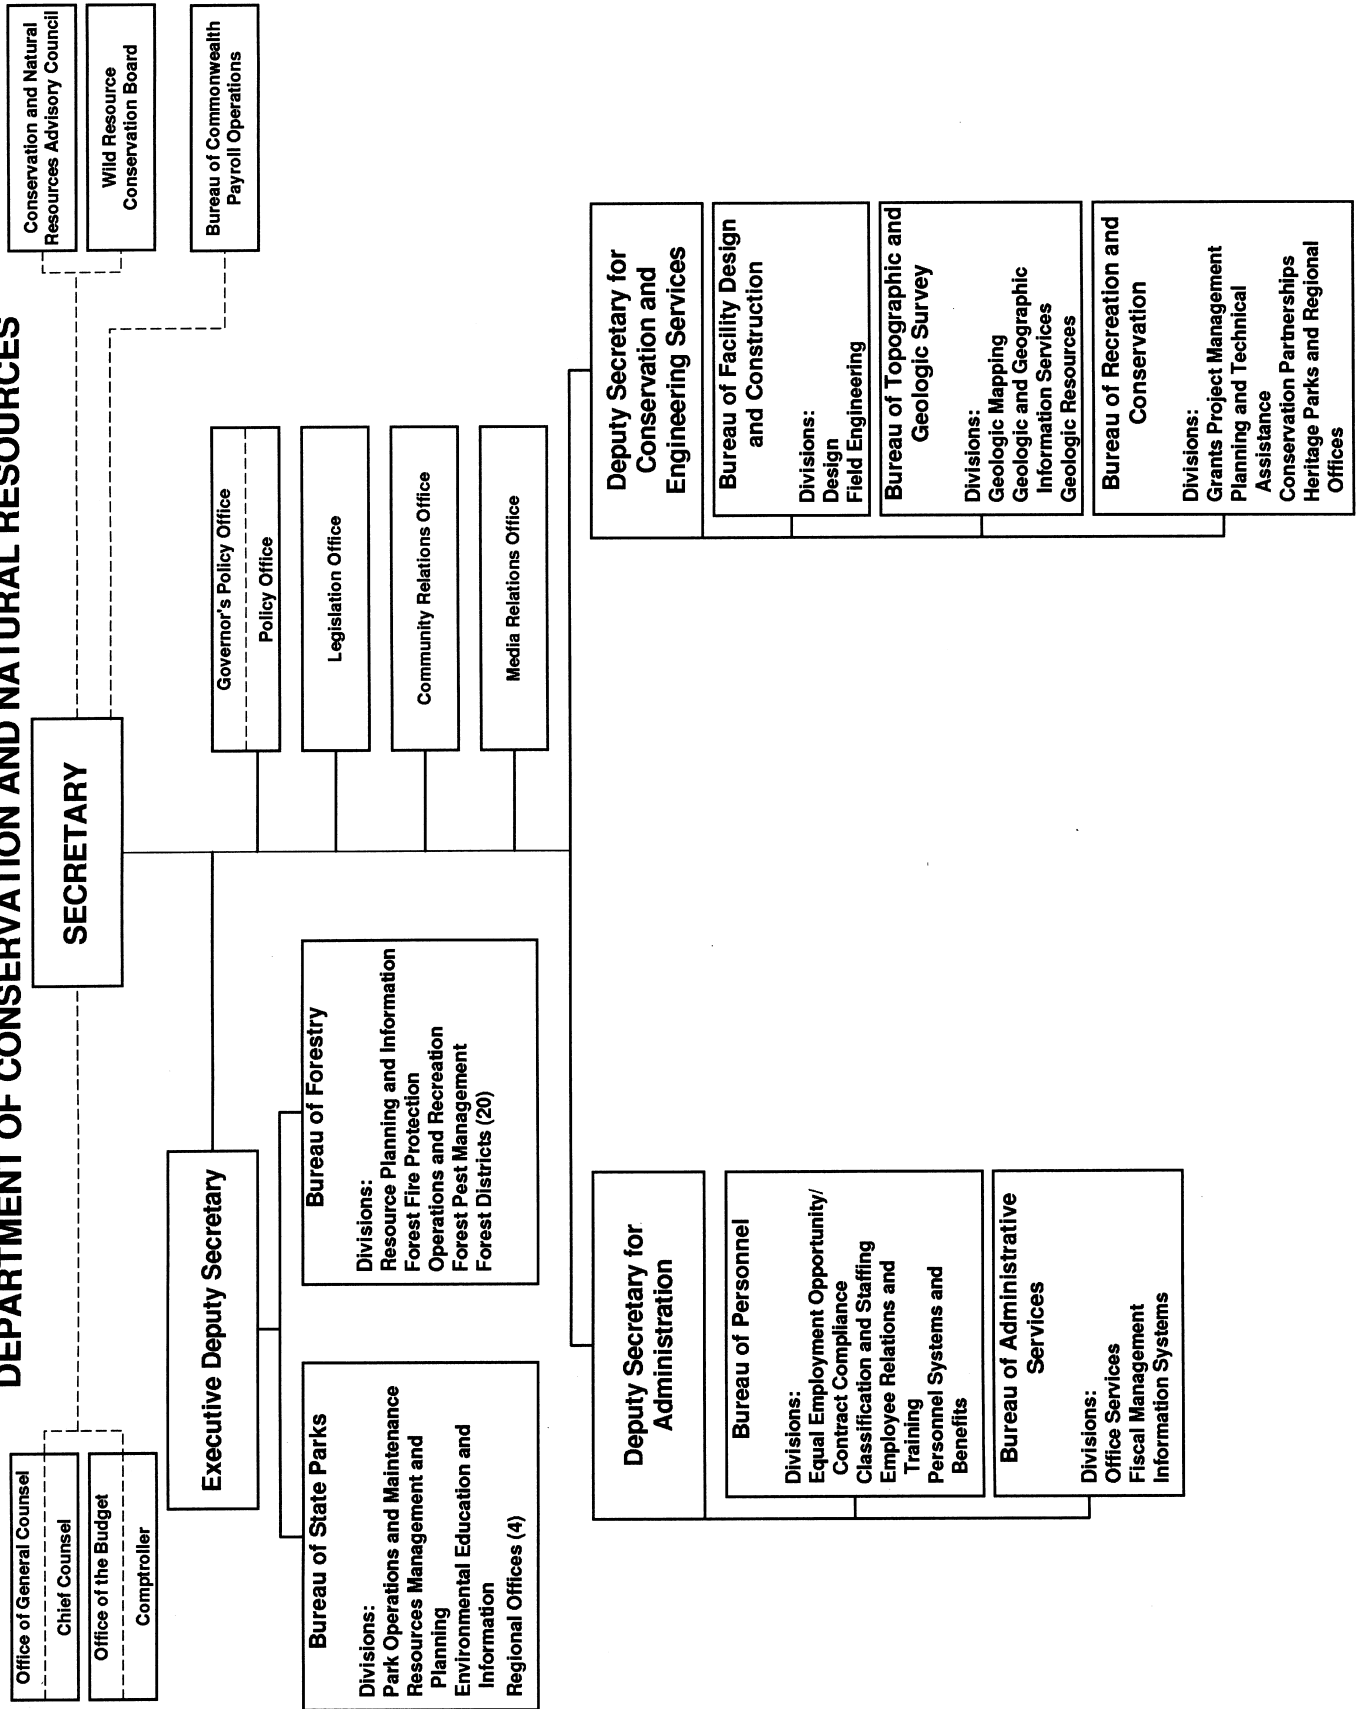 DEPARTMENT OF CONSERVATION AND NATURAL RESOURCES
SECRETARY
Office of General Counsel
Chief Counsel
Office of the Budget
Comptroller
Conservation and Natural
Resources Advisory Council
Wild Resource
Conservation Board
Bureau of Commonwealth
Payroll Operations
Executive Deputy Secretary
Governor's Policy Office
Policy Office
Legislation Office
Community Relations Office
Media Relations Office
Bureau of State Parks
Divisions:
Park Operations and Maintenance
Resources Management and
Planning
Environmental Education and
Information
Regional Offices (4)
Bureau of Forestry
Divisions:
Resource Planning and Information
Forest Fire Protection
Operations and Recreation
Forest Pest Management
Forest Districts (20)
Deputy Secretary for
Administration
Bureau of Personnel
Divisions:
Equal Employment Opportunity/
Contract Compliance
Classification and Staffing
Employee Relations and
Training
Personnel Systems and
Benefits
Bureau of Administrative
Services
Divisions:
Office Services
Fiscal Management
Information Systems
Deputy Secretary for
Conservation and
Engineering Services
Bureau of Facility Design
and Construction
Divisions:
Design
Field Engineering
Bureau of Topographic and
Geologic Survey
Divisions:
Geologic Mapping
Geologic and Geographic
Information Services
Geologic Resources
Bureau of Recreation and
Conservation
Divisions:
Grants Project Management
Planning and Technical
Assistance
Conservation Partnerships
Heritage Parks and Regional
Offices